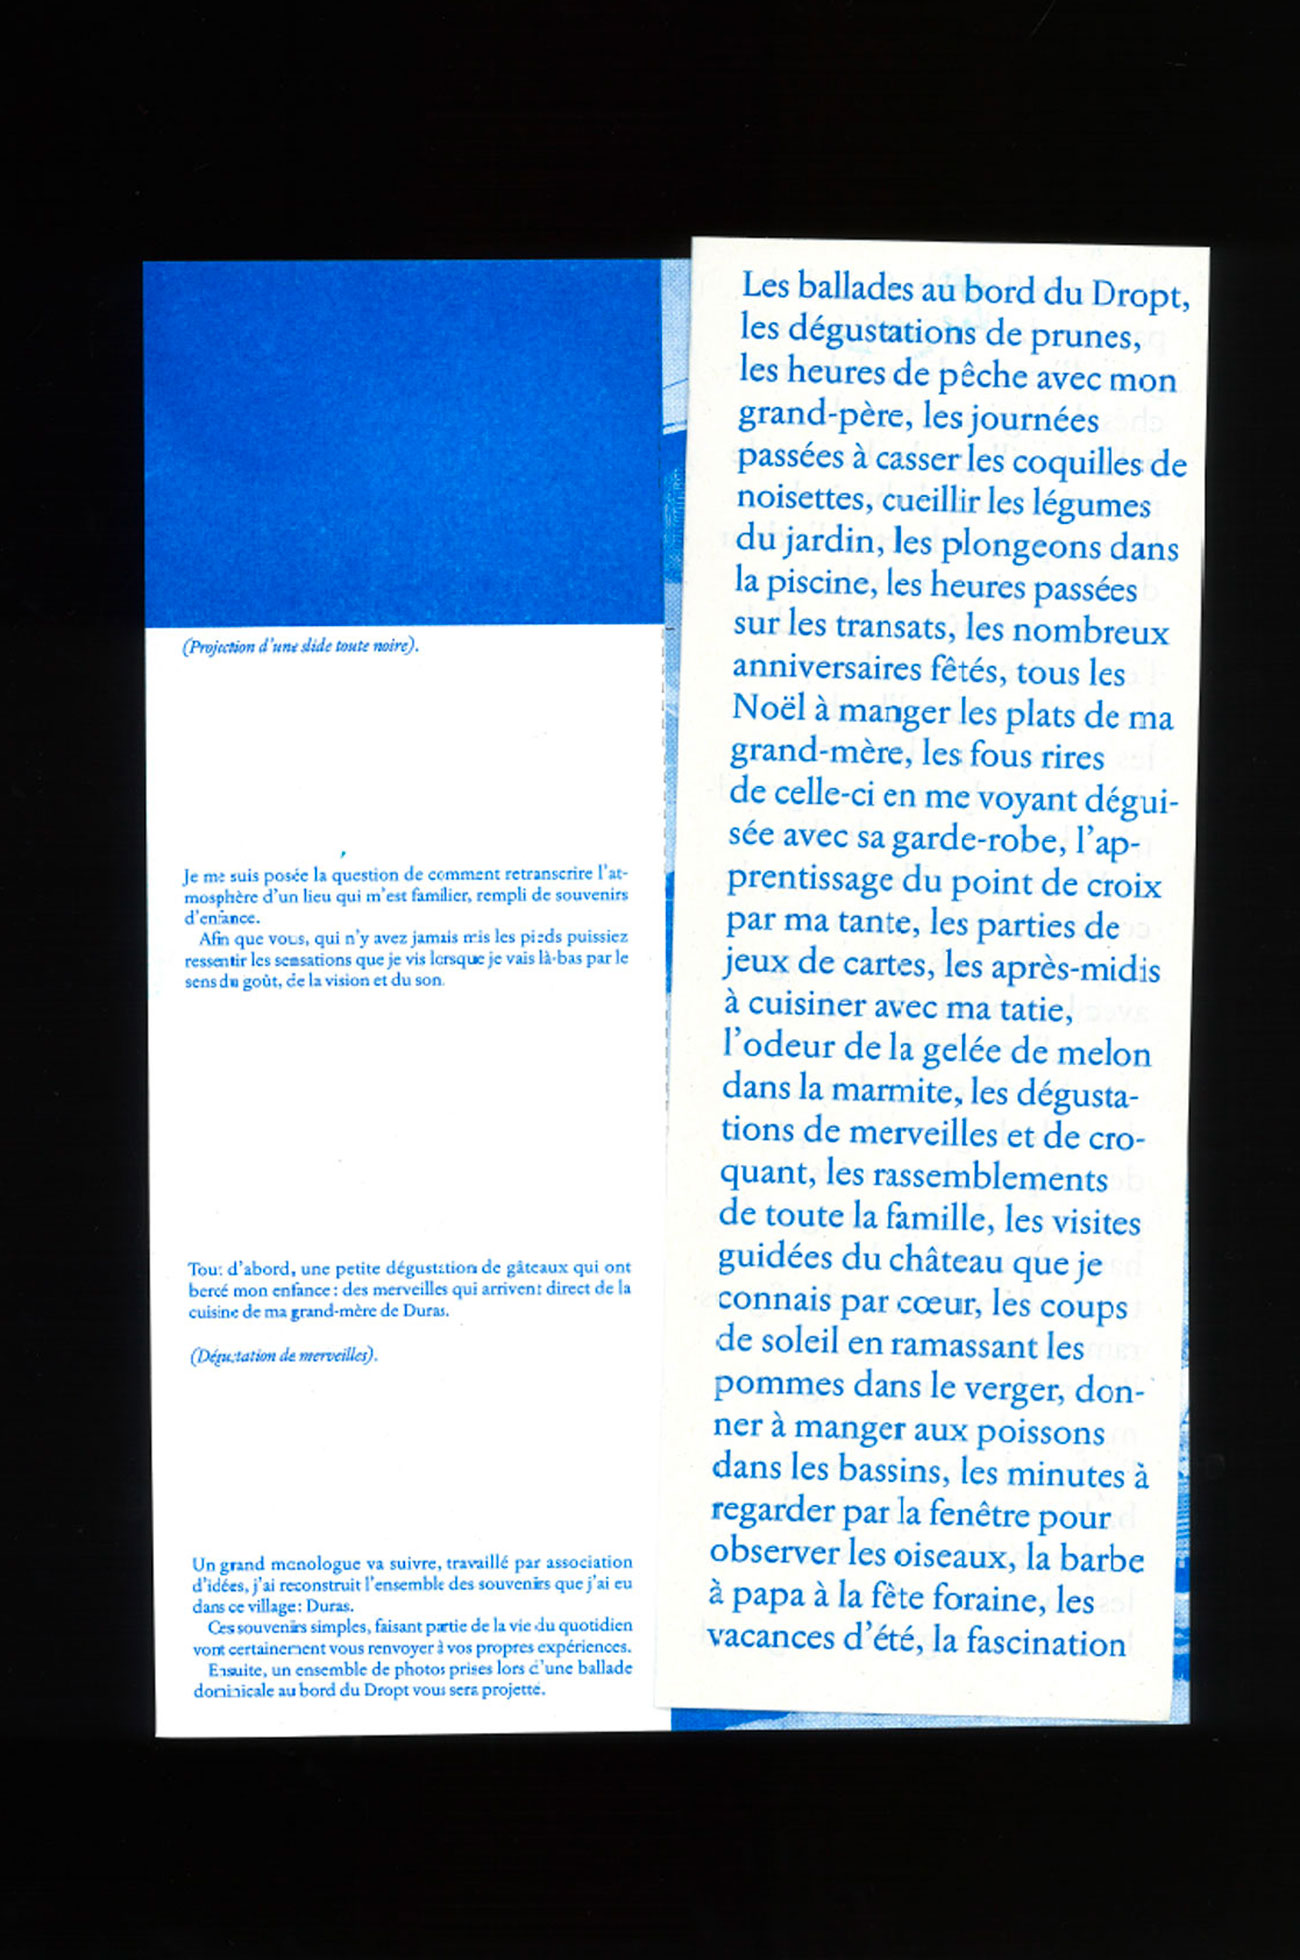 (Projection d'une slide toute noire).
Je me suis posée la question de comment retranscrire l'at-
mosphère d'un lieu qui m'est familier, rempli de souvenirs
d'enfance.
Afin que vous, qui n'y avez jamais mis les pieds puissiez
ressentir les sensations que je vis lorsque je vais là-bas par le
sens du goût, de la vision et du son.
Tout d'abord, une petite dégustation de gâteaux qui ont
bercé mon enfance : des merveilles qui arrivent direct de la
cuisine de ma grand-mère de Duras.
(Dégustation de merveilles).
Un grand monologue va suivre, travaillé par association
d'idées, j'ai reconstruit l'ensemble des souvenirs que j'ai eu
dans ce village : Duras.
Ces souvenirs simples, faisant partie de la vie du quotidien
vont certainement vous renvoyer à vos propres expériences.
Ensuite, un ensemble de photos prises lors d'une ballade
dominicale au bord du Dropt vous sera projetté.
Les ballades au bord du Dropt,
les dégustations de prunes,
les heures de pêche avec mon
grand-père, les journées
passées à casser les coquilles de
noisettes, cueillir les légumes
du jardin, les plongeons dans
la piscine, les heures passées
sur les transats, les nombreux
anniversaires fêtés, tous les
Noël à manger les plats de ma
grand-mère, les fous rires
de celle-ci en me voyant dégui-
sée avec sa garde-robe, l'ap-
prentissage du point de croix
par ma tante, les parties de
jeux de cartes, les après-midis
à cuisiner avec ma tatie,
l'odeur de la gelée de melon
dans la marmite, les dégusta-
tions de merveilles et de cro-
quant, les rassemblements
de toute la famille, les visites
guidées du château que je
connais par cœur, les coups
de soleil en ramassant les
pommes dans le verger, don-
ner à manger aux poissons
dans les bassins, les minutes à
regarder par la fenêtre pour
observer les oiseaux, la barbe
à papa à la fête foraine, les
vacances d'été, la fascination